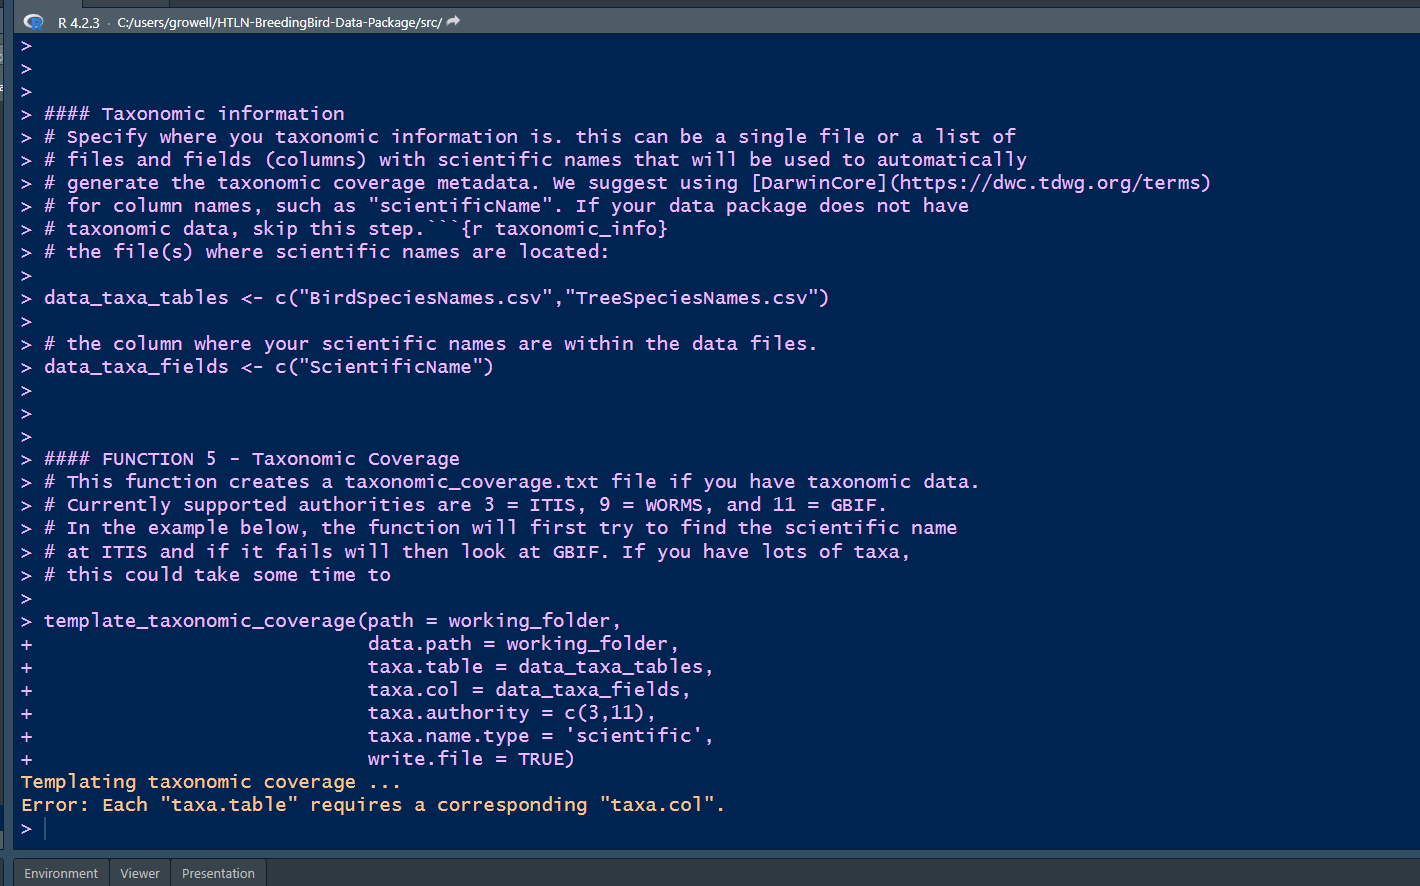 R 4.2.3 · C:/users/growell/HTLN-BreedingBird-Data-Package/src/
>
>
>
> #### Taxonomic information
> # Specify where you taxonomic information is. this can be a single file or a list of
> # files and fields (columns) with scientific names that will be used to automatically
> # generate the taxonomic coverage metadata. We suggest using [DarwinCore](https://dwc.tdwg.org/terms)
> # for column names, such as "scientificName". If your data package does not have
> # taxonomic data, skip this step.```{r taxonomic_info}
> # the file(s) where scientific names are located:
>
> data_taxa_tables <- c("BirdSpeciesNames.csv","TreeSpeciesNames.csv")
>
> # the column where your scientific names are within the data files.
> data_taxa_fields <- c("ScientificName")
>
>
>
> #### FUNCTION 5 - Taxonomic Coverage
> # This function creates a taxonomic_coverage.txt file if you have taxonomic data.
> # Currently supported authorities are 3 = ITIS, 9 = WORMS, and 11 = GBIF.
> # In the example below, the function will first try to find the scientific name
> # at ITIS and if it fails will then look at GBIF. If you have lots of taxa,
> # this could take some time to
>
> template_taxonomic_coverage(path = working_folder,
+                             data.path = working_folder,
+                             taxa.table = data_taxa_tables,
+                             taxa.col = data_taxa_fields,
+                             taxa.authority = c(3,11),
+                             taxa.name.type = 'scientific',
+                             write.file = TRUE)
Templating taxonomic coverage ...
Error: Each "taxa.table" requires a corresponding "taxa.col".
>
Environment Viewer Presentation